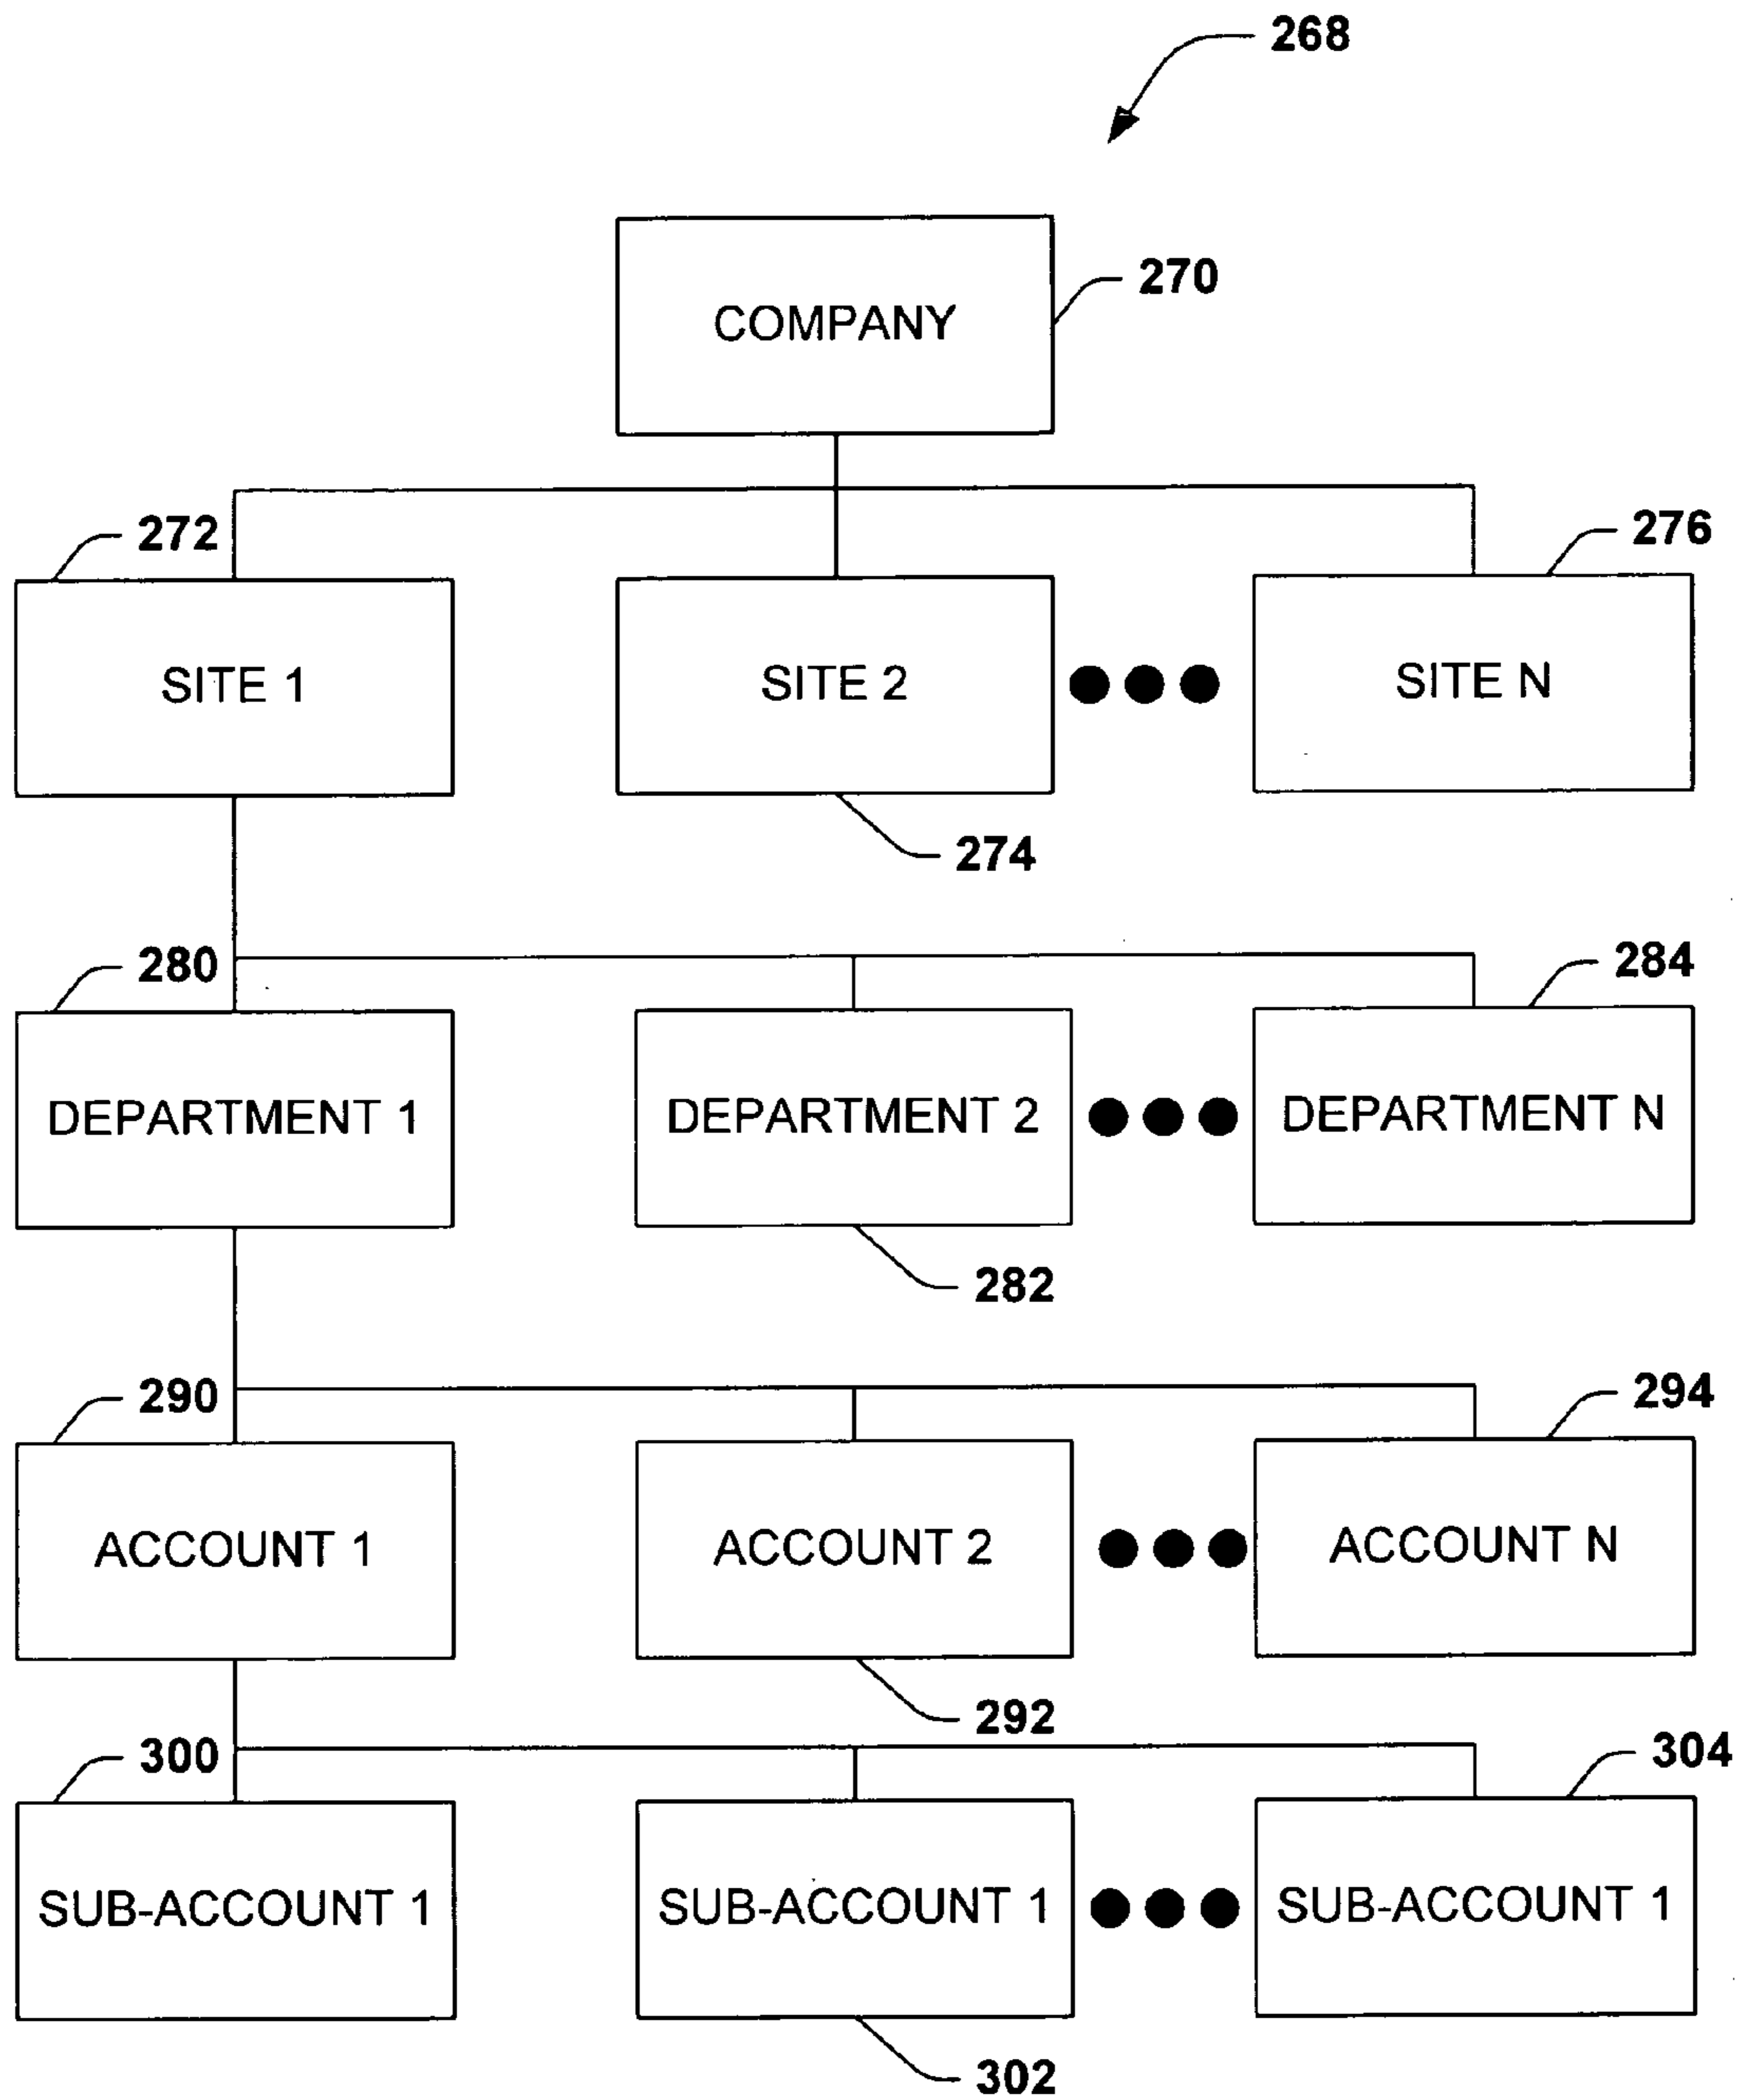 268
270
COMPANY
272
276
SITE 1
SITE 2
SITE N
274
280
284
DEPARTMENT 1
DEPARTMENT 2
DEPARTMENT N
282
290
294
ACCOUNT 1
ACCOUNT 2
ACCOUNT N
292
300
304
SUB-ACCOUNT 1
SUB-ACCOUNT 1
SUB-ACCOUNT 1
302